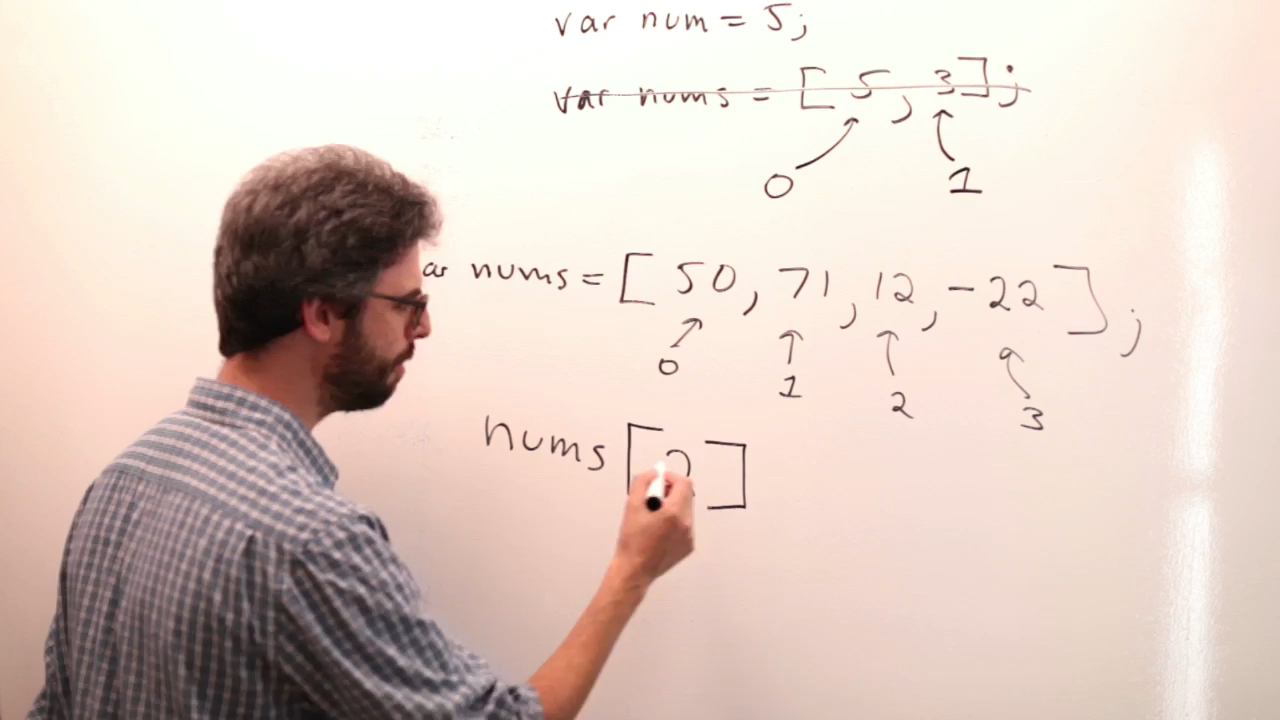 var num = 5;
var nums = [ 5, 3];
0 1
ar nums = [ 50, 71, 12, -22 ];
0 1 2 3
nums [ 2 ]